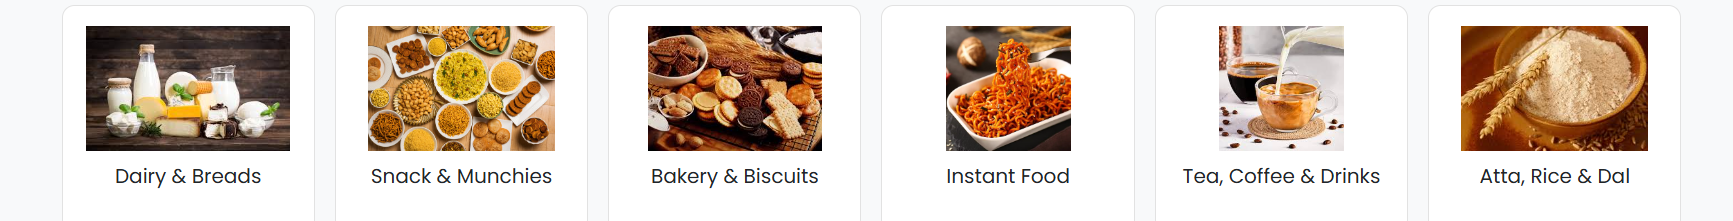 Dairy & Breads
Snack & Munchies
Bakery & Biscuits
Instant Food
Tea, Coffee & Drinks
Atta, Rice & Dal